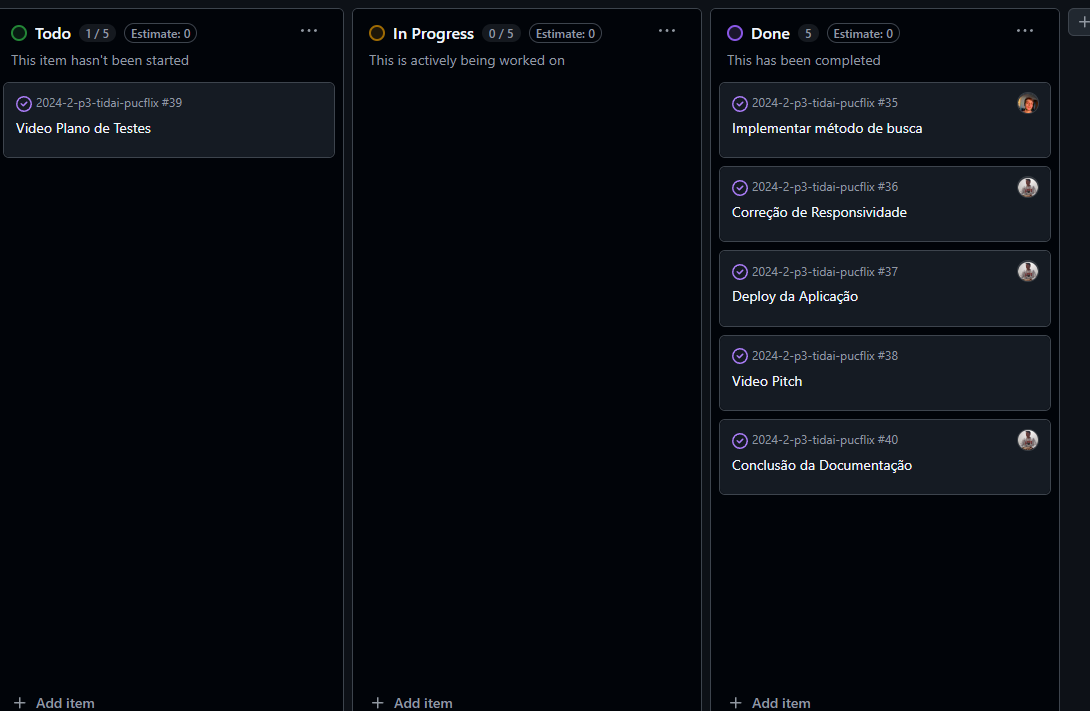 Todo 1 / 5 Estimate: 0
This item hasn't been started
2024-2-p3-tidai-pucflix #39
Video Plano de Testes
+ Add item
In Progress 0 / 5 Estimate: 0
This is actively being worked on
+ Add item
Done 5 Estimate: 0
This has been completed
2024-2-p3-tidai-pucflix #35
Implementar método de busca
2024-2-p3-tidai-pucflix #36
Correção de Responsividade
2024-2-p3-tidai-pucflix #37
Deploy da Aplicação
2024-2-p3-tidai-pucflix #38
Video Pitch
2024-2-p3-tidai-pucflix #40
Conclusão da Documentação
+ Add item